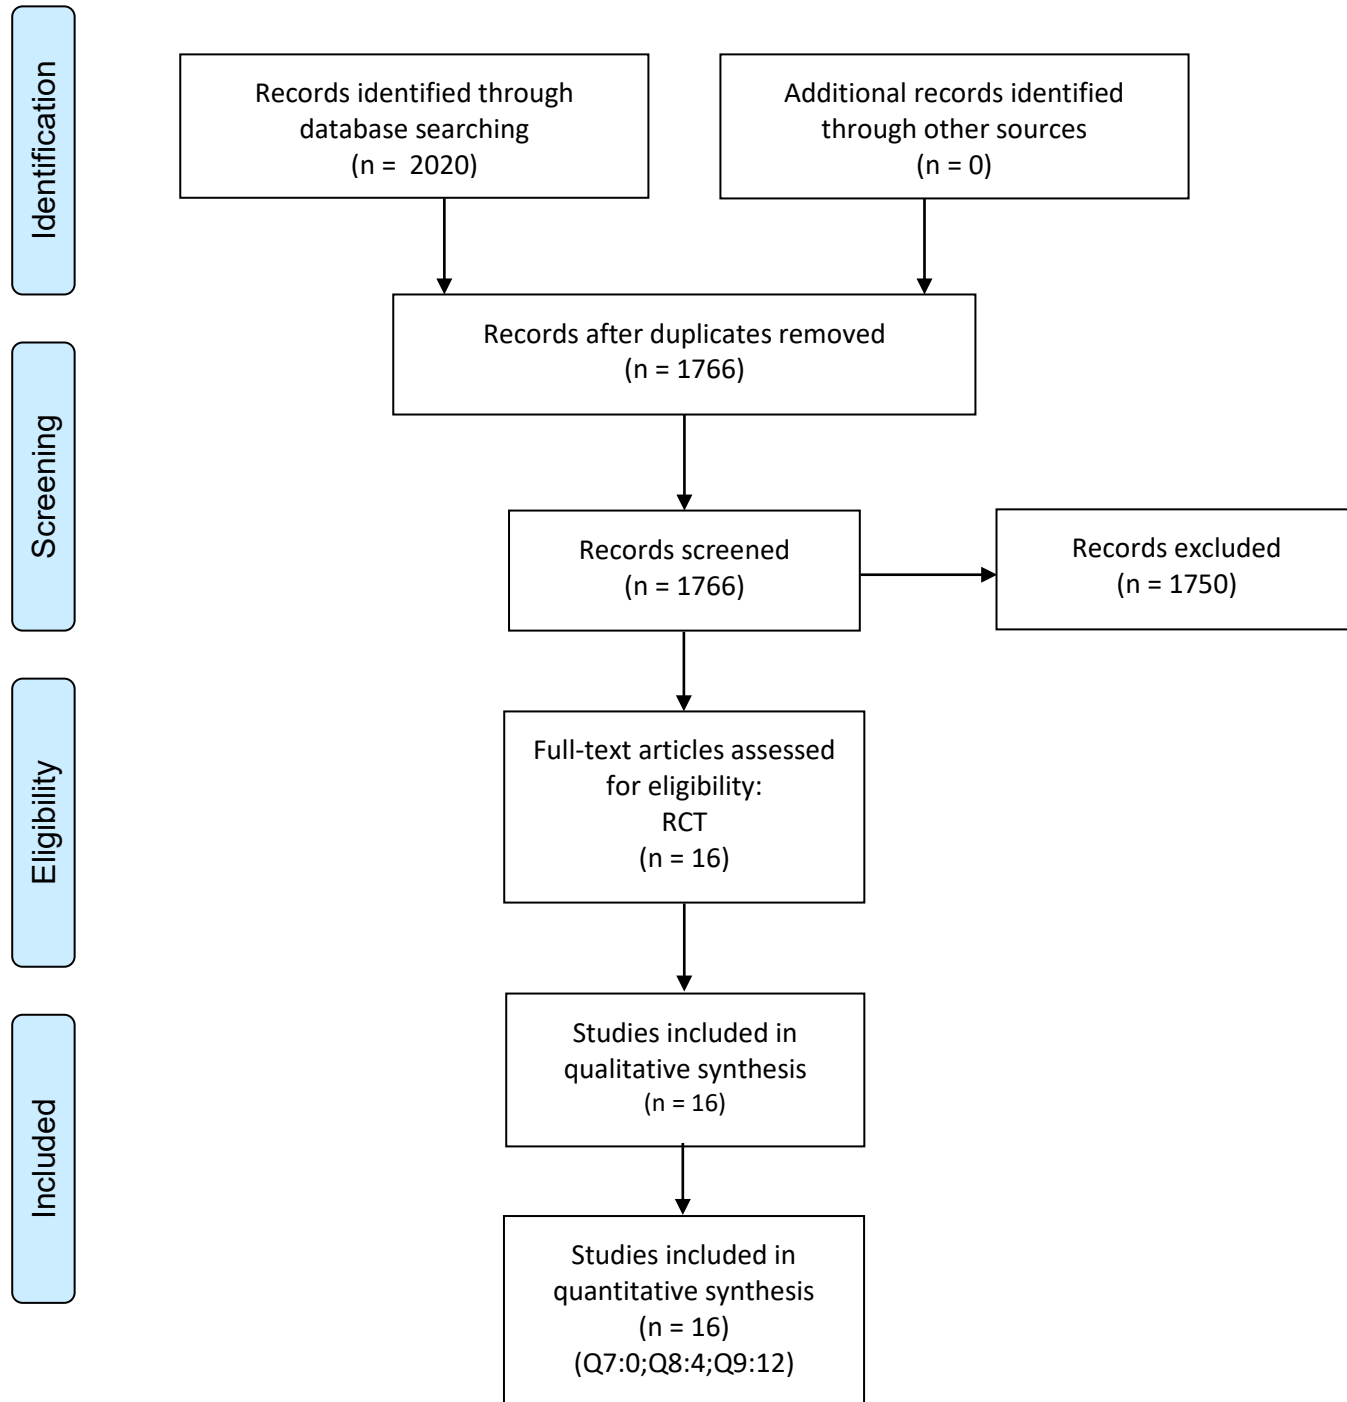 Identification
Records identified through
database searching
(n =  2020)
Additional records identified
through other sources
(n = 0)
Records after duplicates removed
(n = 1766)
Screening
Records screened
(n = 1766)
Records excluded
(n = 1750)
Eligibility
Full-text articles assessed
for eligibility:
RCT
(n = 16)
Included
Studies included in
qualitative synthesis
(n = 16)
Studies included in
quantitative synthesis
(n = 16)
(Q7:0;Q8:4;Q9:12)